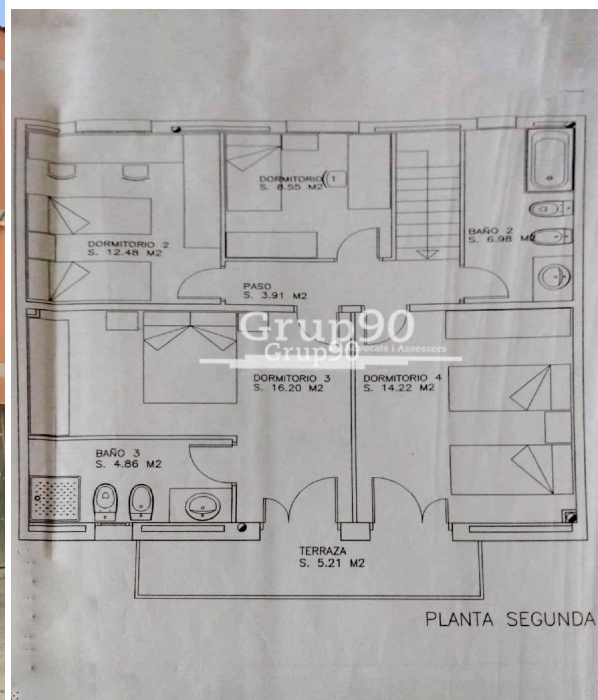 DORMITORIO 1
S. 8.55 M2
DORMITORIO 2
S. 12.48 M2
BAÑO 2
S. 6.98 M2
PASO
S. 3.91 M2
Grup90
Grup90
Advocats i Assessors
DORMITORIO 3
S. 16.20 M2
DORMITORIO 4
S. 14.22 M2
BAÑO 3
S. 4.86 M2
TERRAZA
S. 5.21 M2
PLANTA SEGUNDA